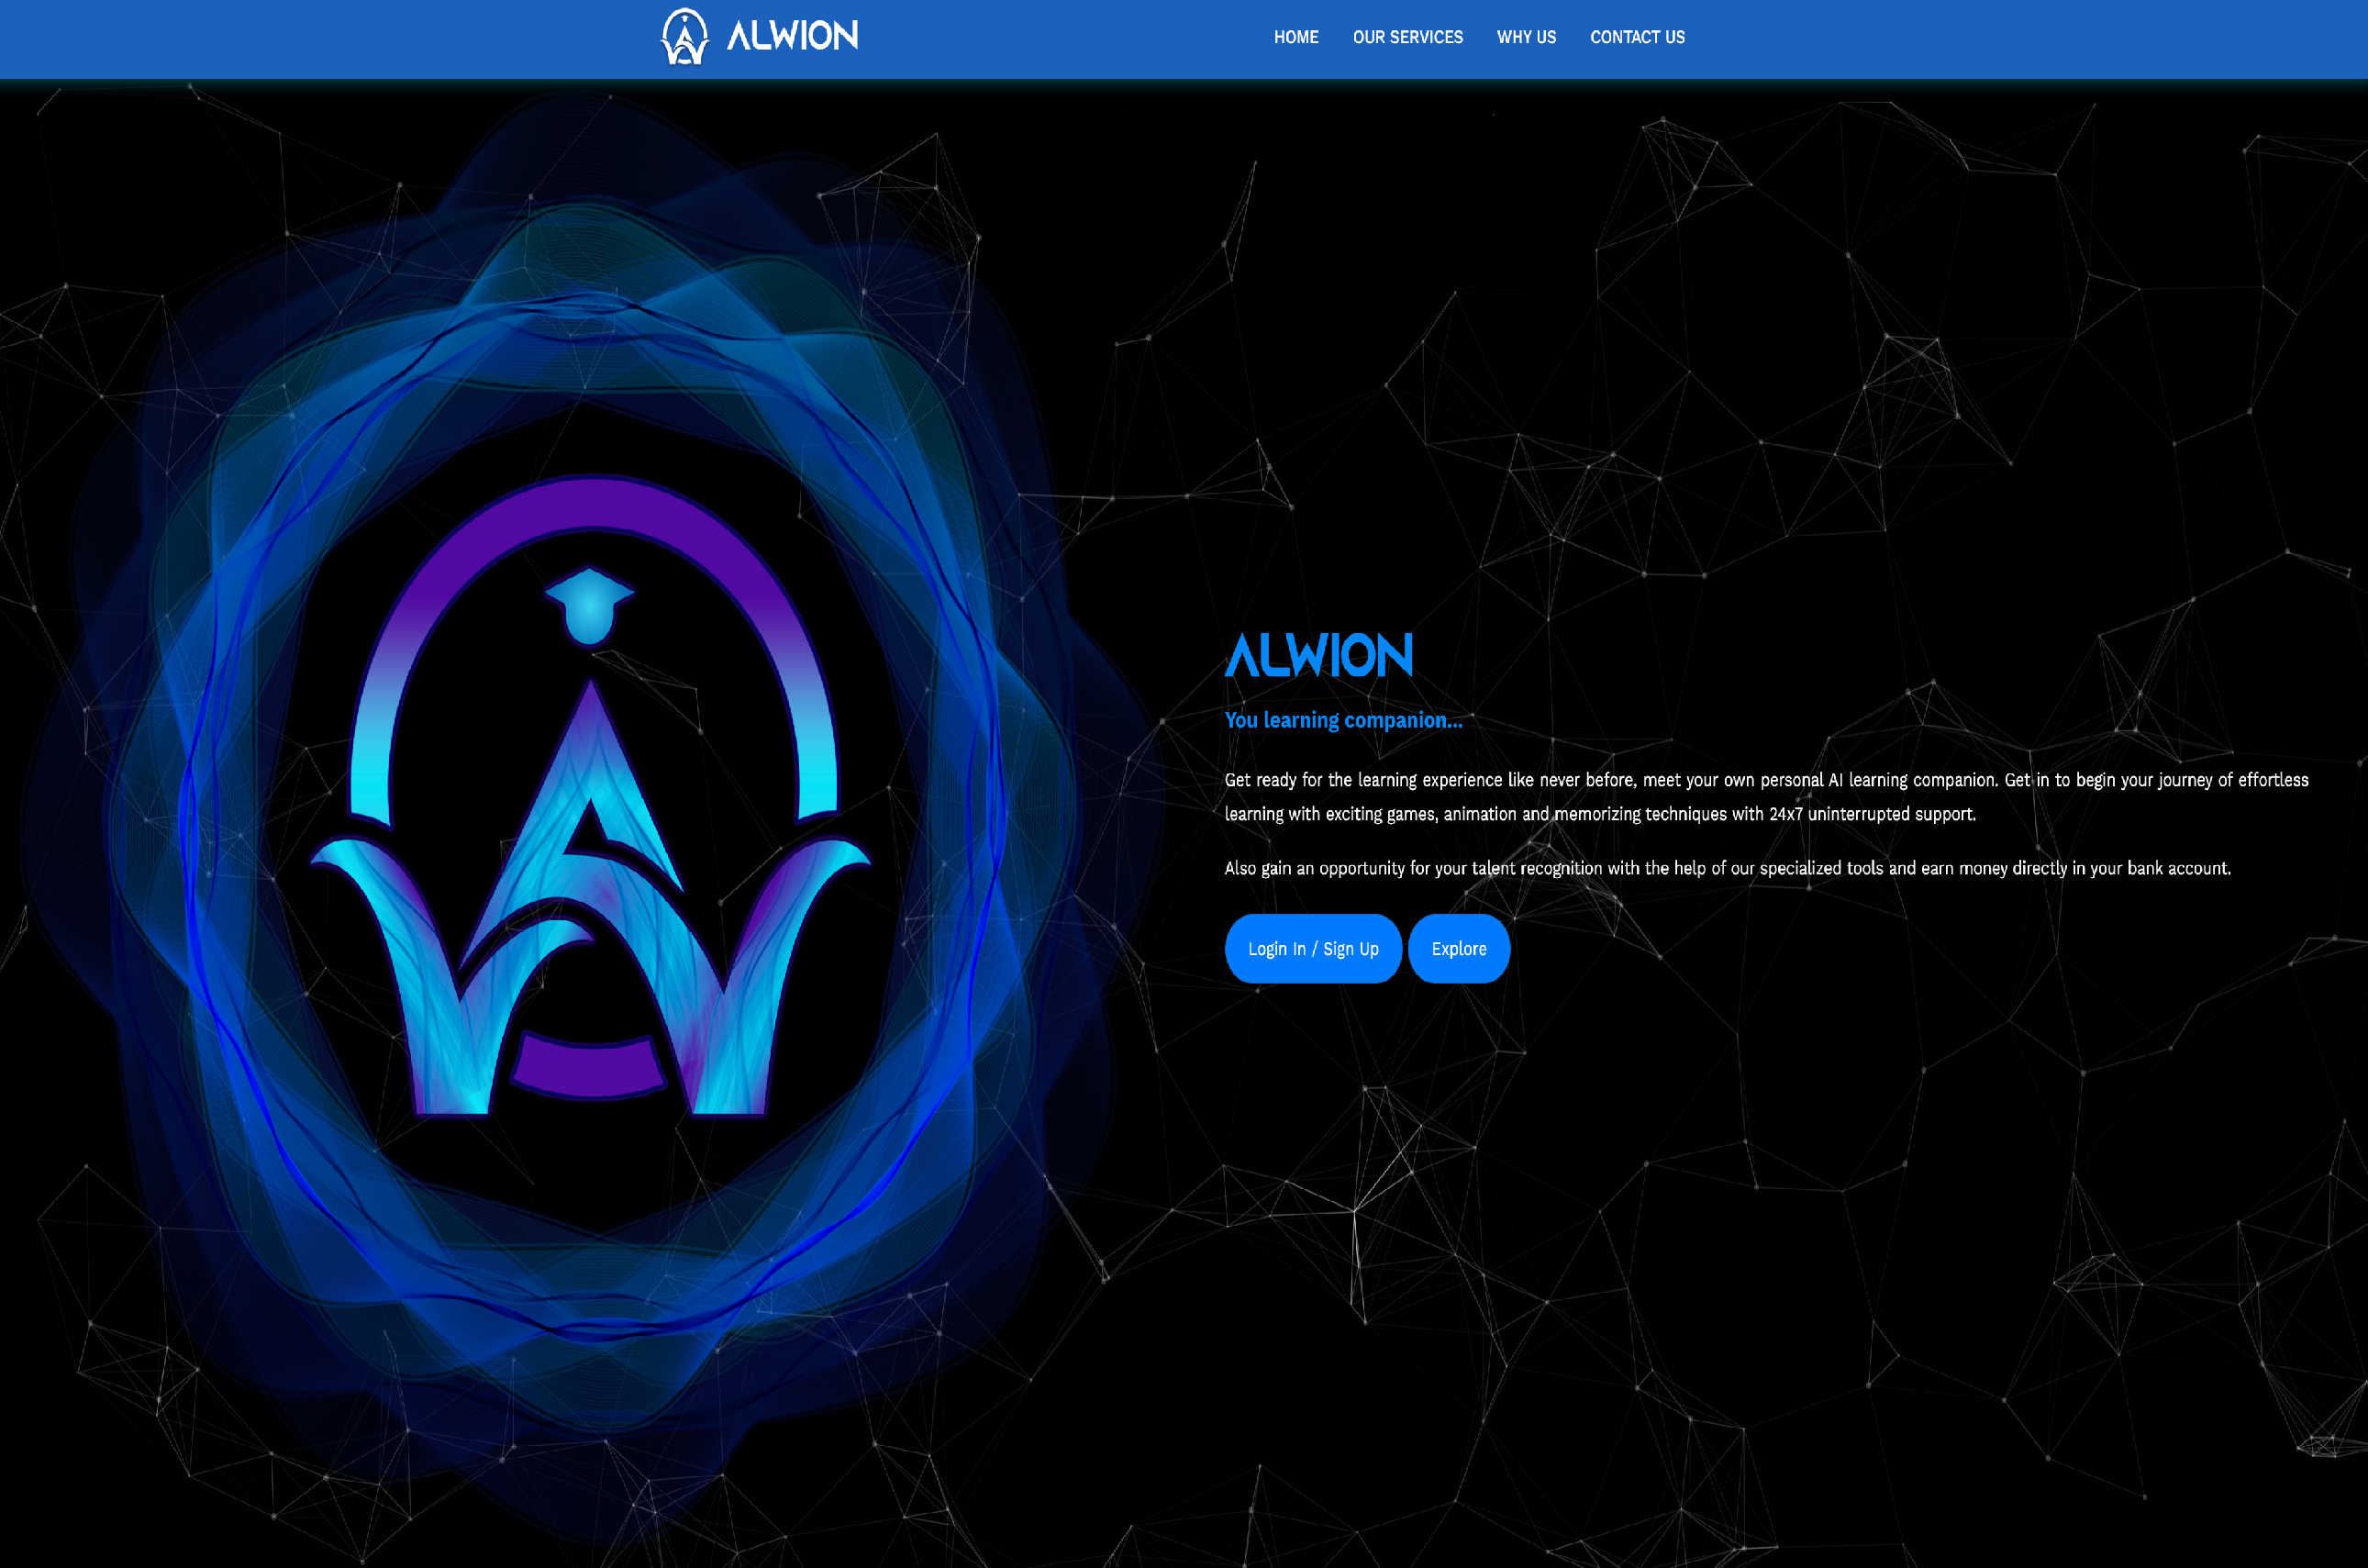 ALWION
HOME OUR SERVICES WHY US CONTACT US
ALWION
You learning companion...
Get ready for the learning experience like never before, meet your own personal AI learning companion. Get in to begin your journey of effortless
learning with exciting games, animation and memorizing techniques with 24x7 uninterrupted support.
Also gain an opportunity for your talent recognition with the help of our specialized tools and earn money directly in your bank account.
Login In / Sign Up Explore